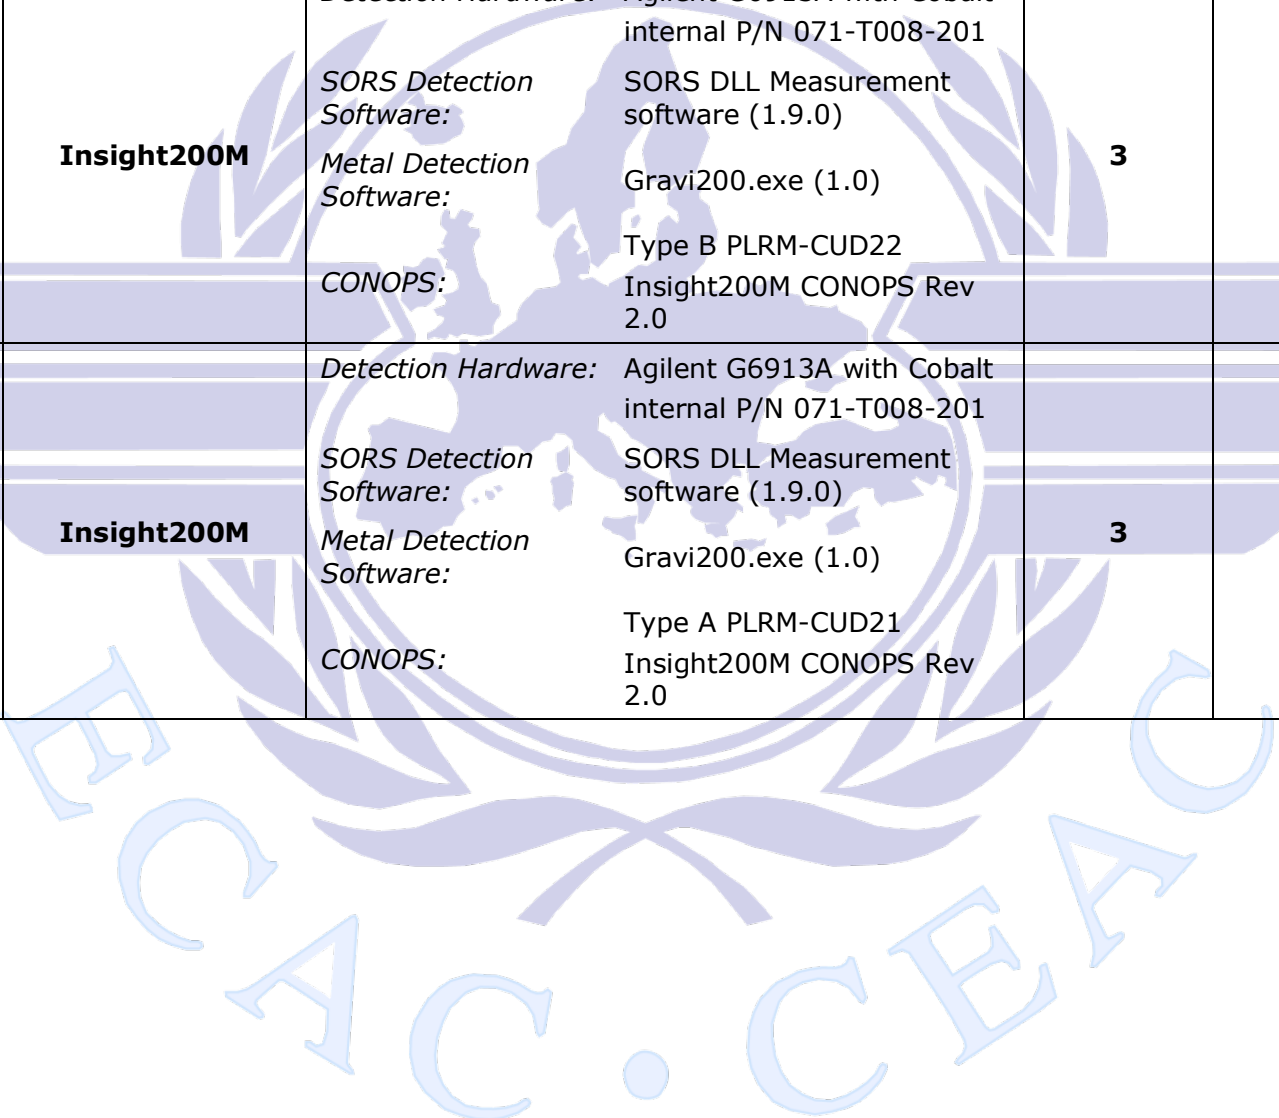 internal P/N 071-T008-201
SORS Detection
Software:
SORS DLL Measurement
software (1.9.0)
Insight200M
Metal Detection
Software:
Gravi200.exe (1.0)
3
CONOPS:
Type B PLRM-CUD22
Insight200M CONOPS Rev
2.0
Detection Hardware:
Agilent G6913A with Cobalt
internal P/N 071-T008-201
SORS Detection
Software:
SORS DLL Measurement
software (1.9.0)
Insight200M
Metal Detection
Software:
Gravi200.exe (1.0)
3
CONOPS:
Type A PLRM-CUD21
Insight200M CONOPS Rev
2.0
ECAC·CEAC